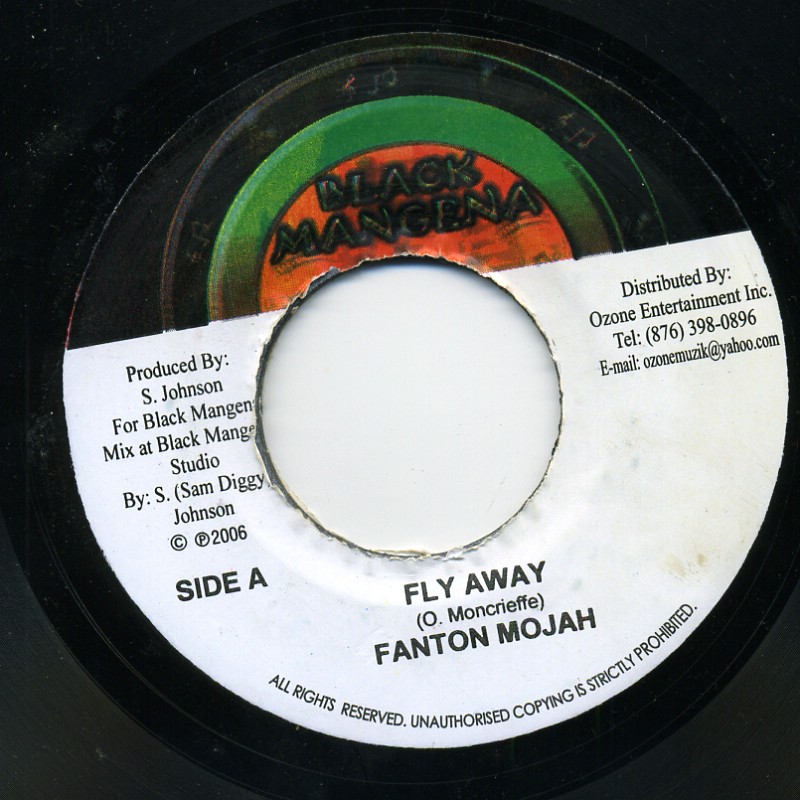 BLACK
MANGENA
Distributed By:
Ozone Entertainment Inc.
Tel: (876) 398-0896
E-mail: ozonemuzik@yahoo.com
Produced By:
S. Johnson
For Black Mangen
Mix at Black Mange
Studio
By: S. (Sam Diggy)
Johnson
© ℗2006
SIDE A
FLY AWAY
(O. Moncrieffe)
FANTON MOJAH
ALL RIGHTS RESERVED. UNAUTHORISED COPYING IS STRICTLY PROHIBITED.